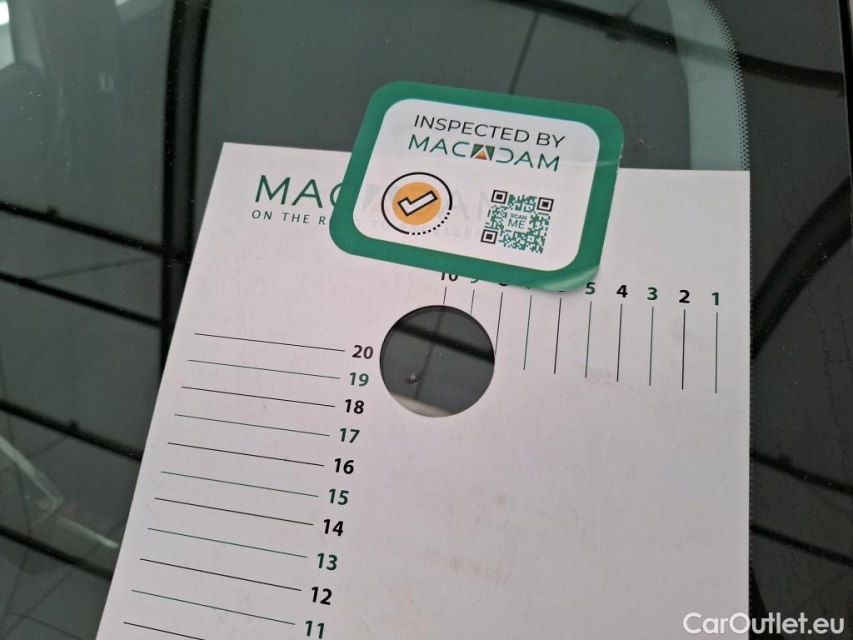 INSPECTED BY
MACADAM
SCAN
ME
MAC
ON THE R
10 5 4 3 2 1
20
19
18
17
16
15
14
13
12
11
CarOutlet.eu